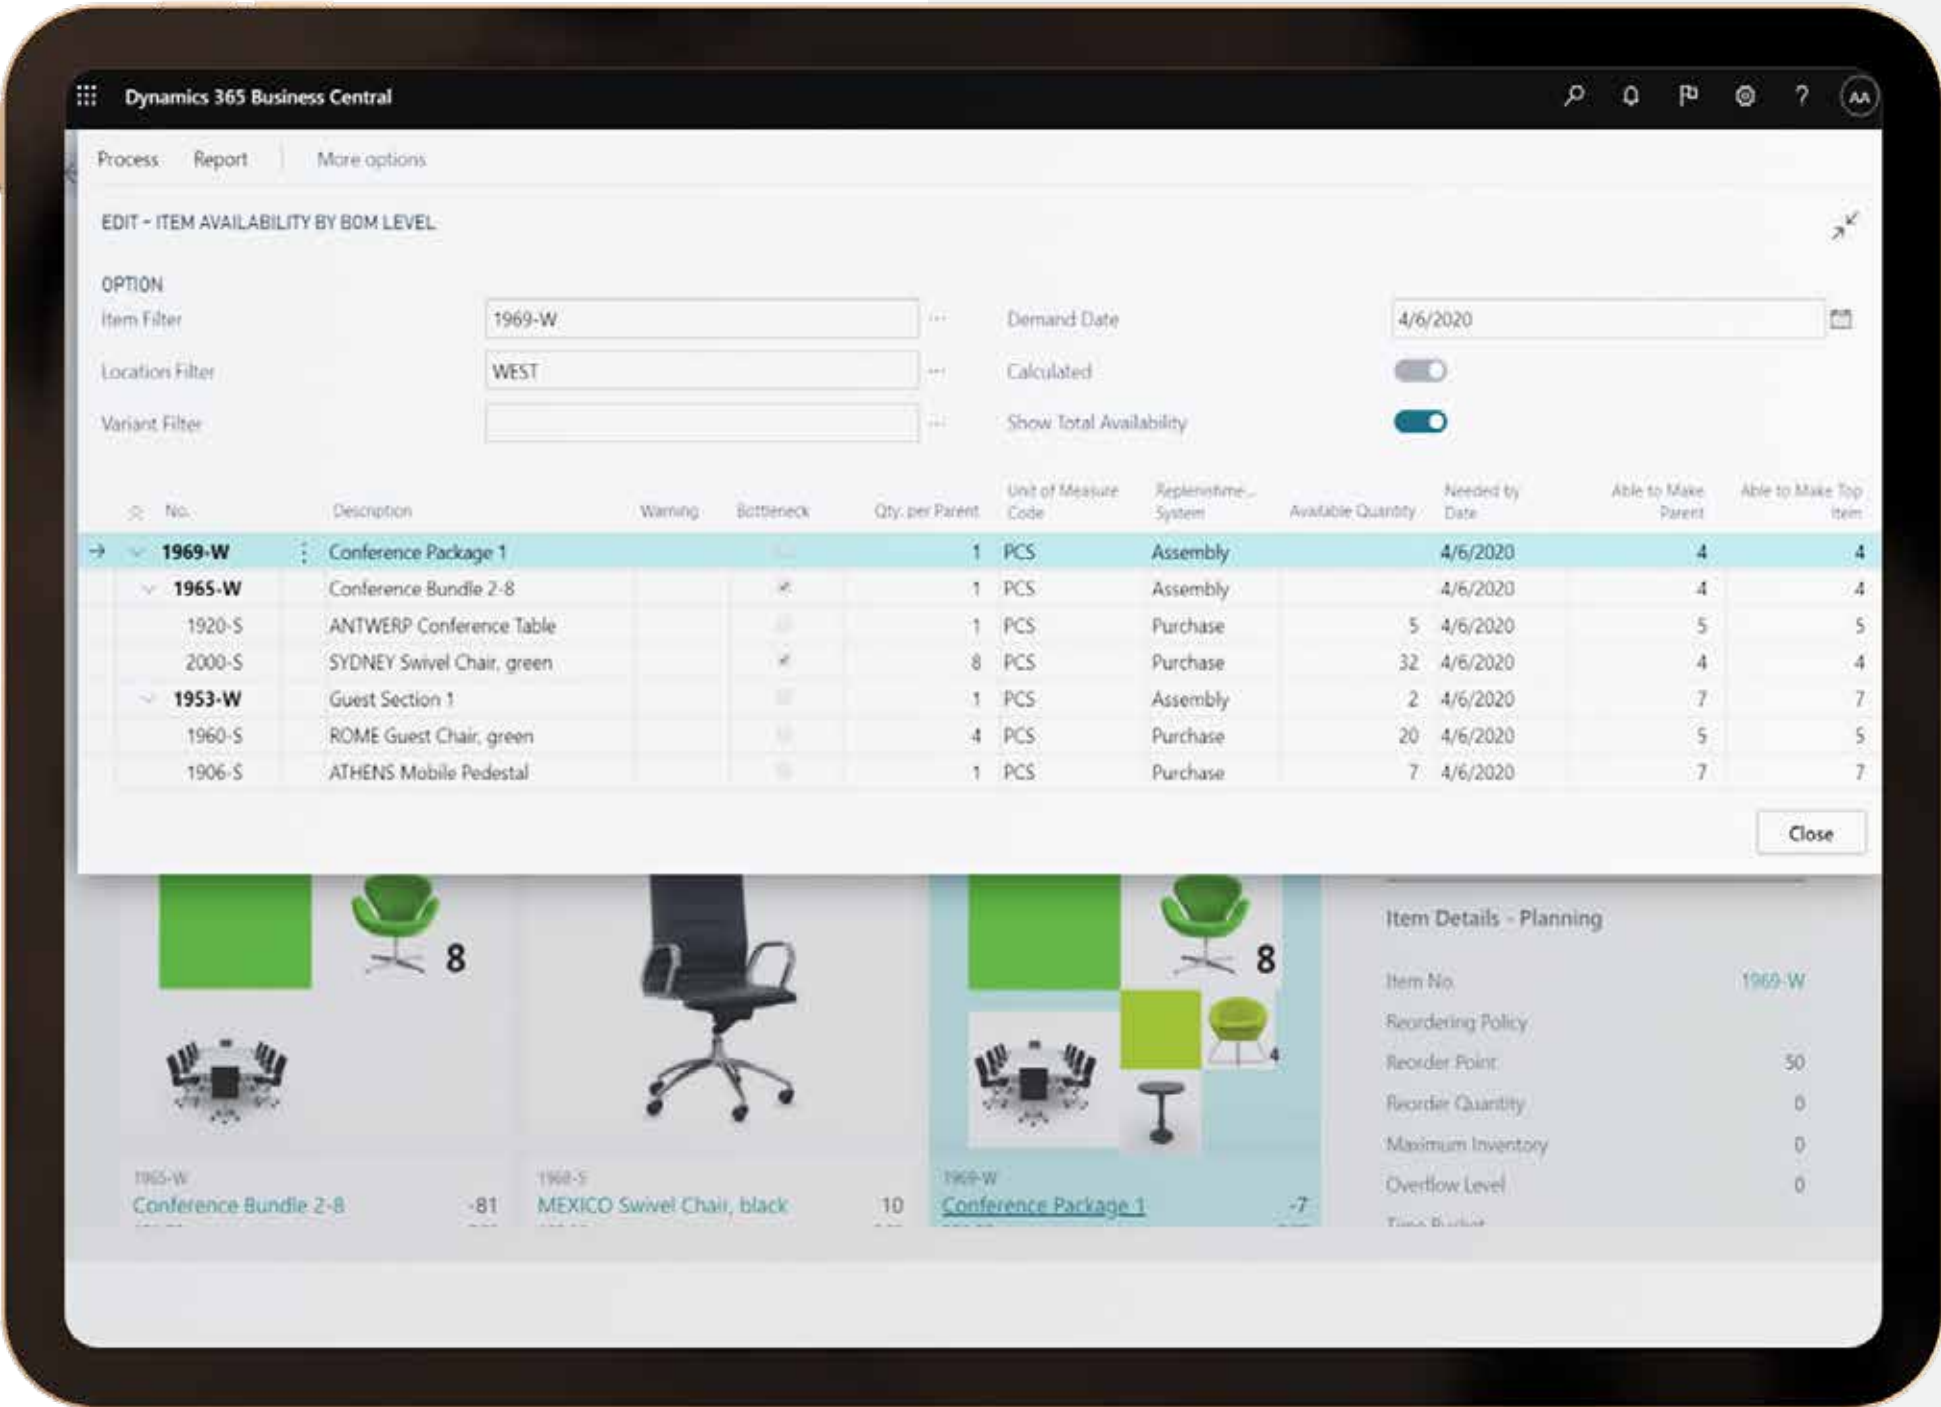 Dynamics 365 Business Central ? AA
Process Report More options
EDIT - ITEM AVAILABILITY BY BOM LEVEL
OPTION
Item Filter 1969-W ... Demand Date 4/6/2020
Location Filter WEST ... Calculated
Variant Filter ... Show Total Availability
No. Description Warning Bottleneck Qty. per Parent Unit of Measure Code Replenishme... System Available Quantity Needed by Date Able to Make Parent Able to Make Top Item
1969-W Conference Package 1 1 PCS Assembly 4/6/2020 4 4
1965-W Conference Bundle 2-8 1 PCS Assembly 4/6/2020 4 4
1920-S ANTWERP Conference Table 1 PCS Purchase 5 4/6/2020 5 5
2000-S SYDNEY Swivel Chair, green 8 PCS Purchase 32 4/6/2020 4 4
1953-W Guest Section 1 1 PCS Assembly 2 4/6/2020 7 7
1960-S ROME Guest Chair, green 4 PCS Purchase 20 4/6/2020 5 5
1906-S ATHENS Mobile Pedestal 1 PCS Purchase 7 4/6/2020 7 7
Close
8
8
4
1965-W
Conference Bundle 2-8 -81
1968-S
MEXICO Swivel Chair, black 10
1969-W
Conference Package 1 -7
Item Details - Planning
Item No. 1969-W
Reordering Policy
Reorder Point 50
Reorder Quantity 0
Maximum Inventory 0
Overflow Level 0